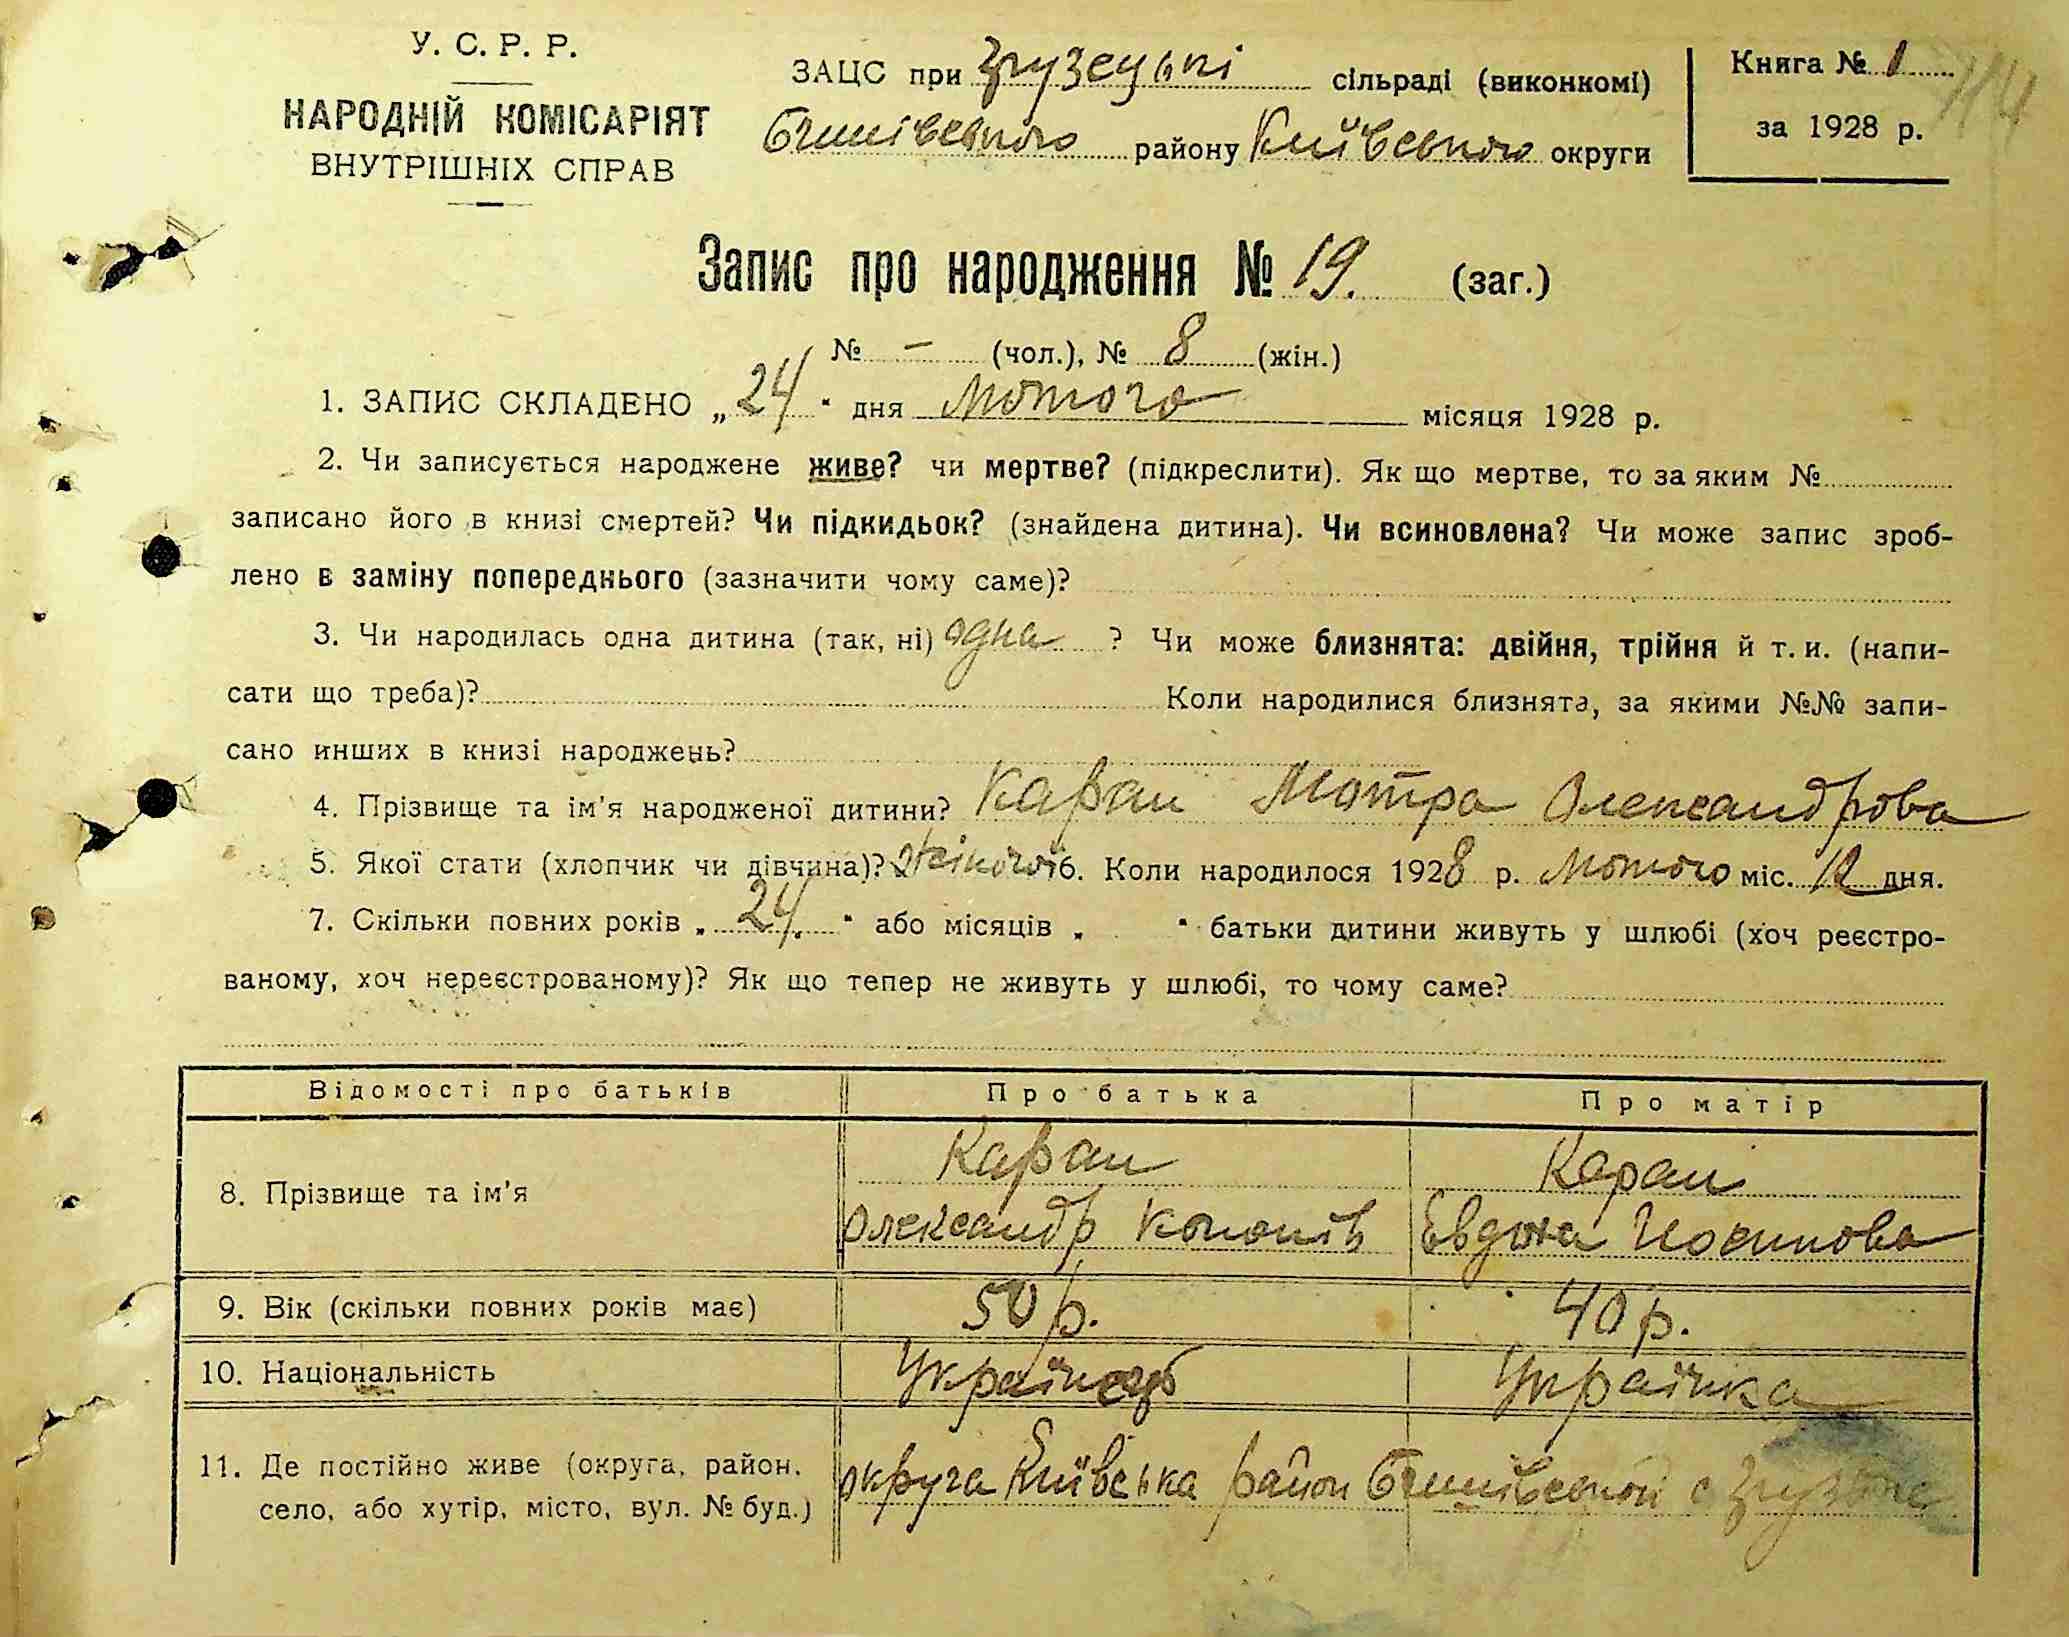 У. С. Р. Р.
НАРОДНІЙ КОМІСАРІЯТ
ВНУТРІШНІХ СПРАВ
ЗАЦС при Грузецькі сільраді (виконкомі)
Бишівського району Київського округи
Книга № 1
за 1928 р.
114
Запис про народження № 19. (заг.)
№ – (чол.), № 8 (жін.)
1. ЗАПИС СКЛАДЕНО „ 24 “ дня лютого місяця 1928 р.
2. Чи записується народжене живе? чи мертве? (підкреслити). Як що мертве, то за яким №
записано його в книзі смертей? Чи підкидьок? (знайдена дитина). Чи всиновлена? Чи може запис зроб-
лено в заміну попереднього (зазначити чому саме)?
3. Чи народилась одна дитина (так, ні) одна ? Чи може близнята: двійня, трійня й т. и. (напи-
сати що треба)? Коли народилися близнята, за якими №№ запи-
сано инших в книзі народжень?
4. Прізвище та ім’я народженої дитини? Карап Мотра Олександрова
5. Якої стати (хлопчик чи дівчина)? жіночої 6. Коли народилося 1928 р. лютого міс. 12 дня.
7. Скільки повних років „ 24. “ або місяців „ “ батьки дитини живуть у шлюбі (хоч реєстро-
ваному, хоч нереєстрованому)? Як що тепер не живуть у шлюбі, то чому саме?
Відомості про батьків Про батька Про матір
8. Прізвище та ім’я
Карап Карап
Олександр Кононів Евдоха Йосипова
9. Вік (скільки повних років має) 50 р. 40 р.
10. Національність Українець Українка
11. Де постійно живе (округа, район,
село, або хутір, місто, вул. № буд.)
округа Київська район Бишівський с